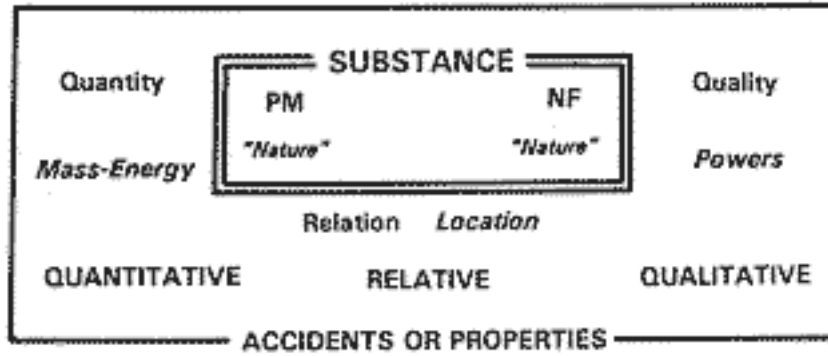 SUBSTANCE
Quantity PM NF Quality
"Nature" "Nature"
Mass-Energy Powers
Relation Location
QUANTITATIVE RELATIVE QUALITATIVE
ACCIDENTS OR PROPERTIES